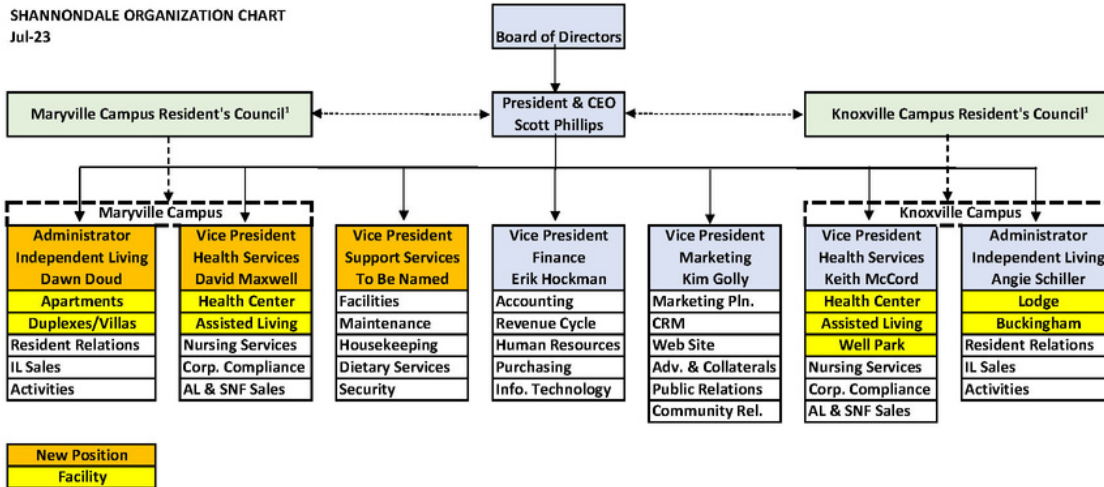 SHANNONDALE ORGANIZATION CHART
Jul-23
Board of Directors
Maryville Campus Resident's Council¹
President & CEO
Scott Phillips
Knoxville Campus Resident's Council¹
Maryville Campus
Knoxville Campus
Administrator
Independent Living
Dawn Doud
Apartments
Duplexes/Villas
Resident Relations
IL Sales
Activities
Vice President
Health Services
David Maxwell
Health Center
Assisted Living
Nursing Services
Corp. Compliance
AL & SNF Sales
Vice President
Support Services
To Be Named
Facilities
Maintenance
Housekeeping
Dietary Services
Security
Vice President
Finance
Erik Hockman
Accounting
Revenue Cycle
Human Resources
Purchasing
Info. Technology
Vice President
Marketing
Kim Golly
Marketing Pln.
CRM
Web Site
Adv. & Collaterals
Public Relations
Community Rel.
Vice President
Health Services
Keith McCord
Health Center
Assisted Living
Well Park
Nursing Services
Corp. Compliance
AL & SNF Sales
Administrator
Independent Living
Angie Schiller
Lodge
Buckingham
Resident Relations
IL Sales
Activities
New Position
Facility